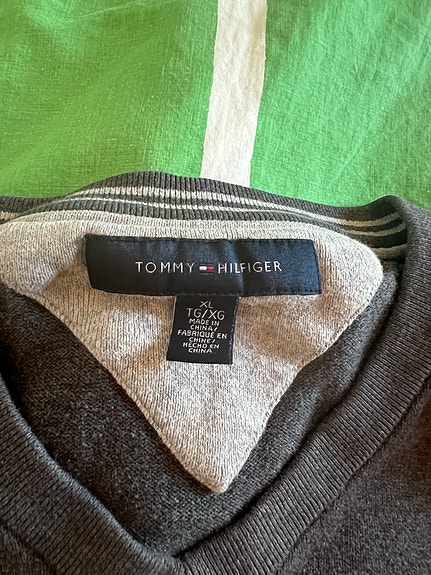 TOMMY HILFIGER
XL
TG/XG
MADE IN
CHINA/
FABRIQUÉ EN
CHINE/
HECHO EN
CHINA